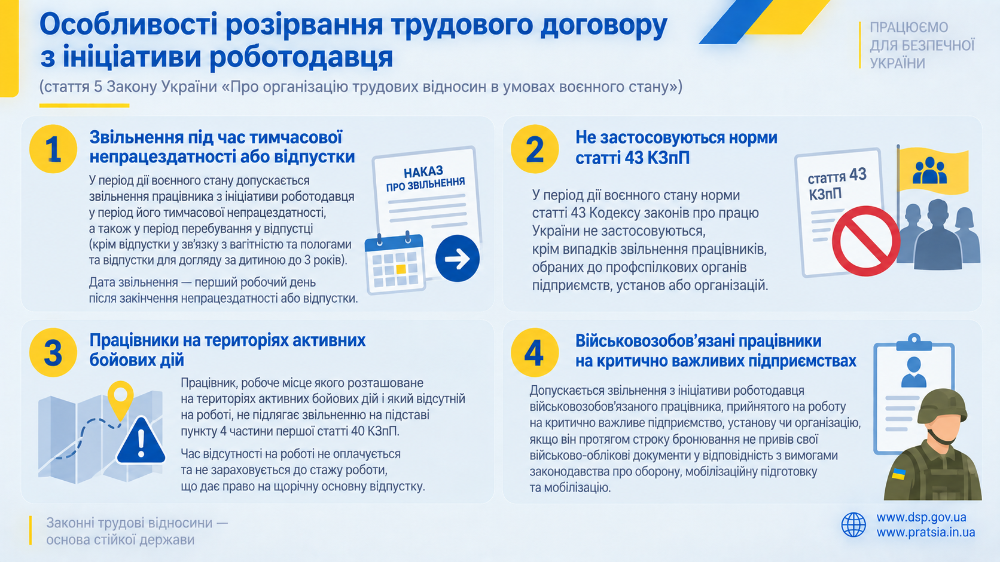 Особливості розірвання трудового договору
з ініціативи роботодавця
(стаття 5 Закону України «Про організацію трудових відносин в умовах воєнного стану»)
ПРАЦЮЄМО
ДЛЯ БЕЗПЕЧНОЇ
УКРАЇНИ
1
Звільнення під час тимчасової
непрацездатності або відпустки
У період дії воєнного стану допускається
звільнення працівника з ініціативи роботодавця
у період його тимчасової непрацездатності,
а також у період перебування у відпустці
(крім відпустки у зв'язку з вагітністю та пологами
та відпустки для догляду за дитиною до 3 років).
Дата звільнення — перший робочий день
після закінчення непрацездатності або відпустки.
НАКАЗ
ПРО ЗВІЛЬНЕННЯ
2
Не застосовуються норми
статті 43 КЗпП
У період дії воєнного стану норми
статті 43 Кодексу законів про працю
України не застосовуються,
крім випадків звільнення працівників,
обраних до профспілкових органів
підприємств, установ або організацій.
стаття 43
КЗпП
3
Працівники на територіях активних
бойових дій
Працівник, робоче місце якого розташоване
на територіях активних бойових дій і який відсутній
на роботі, не підлягає звільненню на підставі
пункту 4 частини першої статті 40 КЗпП.
Час відсутності на роботі не оплачується
та не зараховується до стажу роботи,
що дає право на щорічну основну відпустку.
4
Військовозобов’язані працівники
на критично важливих підприємствах
Допускається звільнення з ініціативи роботодавця
військовозобов’язаного працівника, прийнятого на роботу
на критично важливе підприємство, установу чи організацію,
якщо він протягом строку бронювання не привів свої
військово-облікові документи у відповідність з вимогами
законодавства про оборону, мобілізаційну підготовку
та мобілізацію.
Законні трудові відносини —
основа стійкої держави
www.dsp.gov.ua
www.pratsia.in.ua